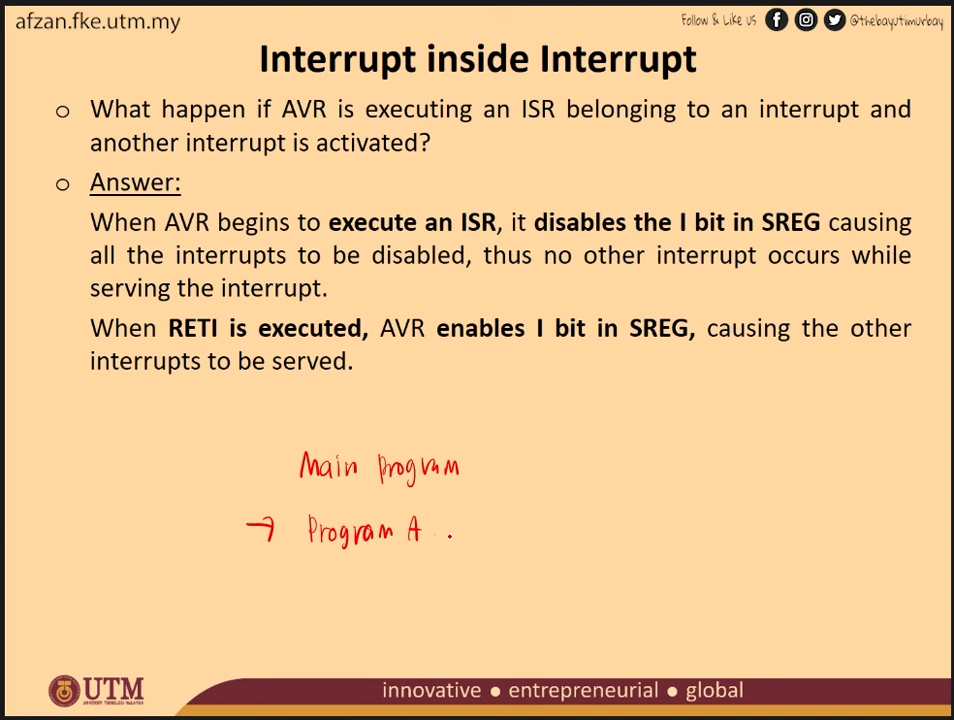 afzan.fke.utm.my
Follow & Like us @thebayutimurbay
Interrupt inside Interrupt
o What happen if AVR is executing an ISR belonging to an interrupt and
another interrupt is activated?
o Answer:
When AVR begins to execute an ISR, it disables the I bit in SREG causing
all the interrupts to be disabled, thus no other interrupt occurs while
serving the interrupt.
When RETI is executed, AVR enables I bit in SREG, causing the other
interrupts to be served.
Main program
→ Program A
UTM
UNIVERSITI TEKNOLOGI MALAYSIA
innovative ● entrepreneurial ● global